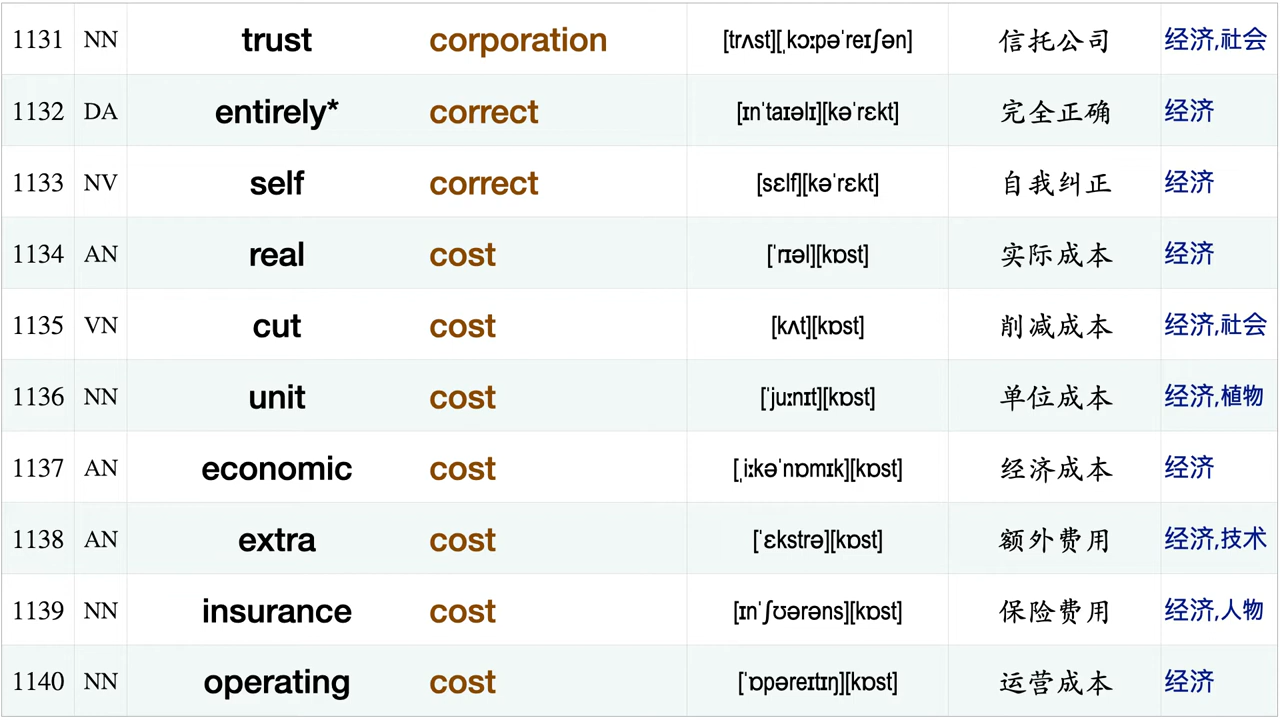 1131 NN trust corporation [trʌst][ˌkɔːpəˈreɪʃən] 信托公司 经济,社会
1132 DA entirely* correct [ɪnˈtaɪəlɪ][kəˈrɛkt] 完全正确 经济
1133 NV self correct [sɛlf][kəˈrɛkt] 自我纠正 经济
1134 AN real cost [ˈrɪəl][kɒst] 实际成本 经济
1135 VN cut cost [kʌt][kɒst] 削减成本 经济,社会
1136 NN unit cost [ˈjuːnɪt][kɒst] 单位成本 经济,植物
1137 AN economic cost [ˌiːkəˈnɒmɪk][kɒst] 经济成本 经济
1138 AN extra cost [ˈɛkstrə][kɒst] 额外费用 经济,技术
1139 NN insurance cost [ɪnˈʃʊərəns][kɒst] 保险费用 经济,人物
1140 NN operating cost [ˈɒpəreɪtɪŋ][kɒst] 运营成本 经济